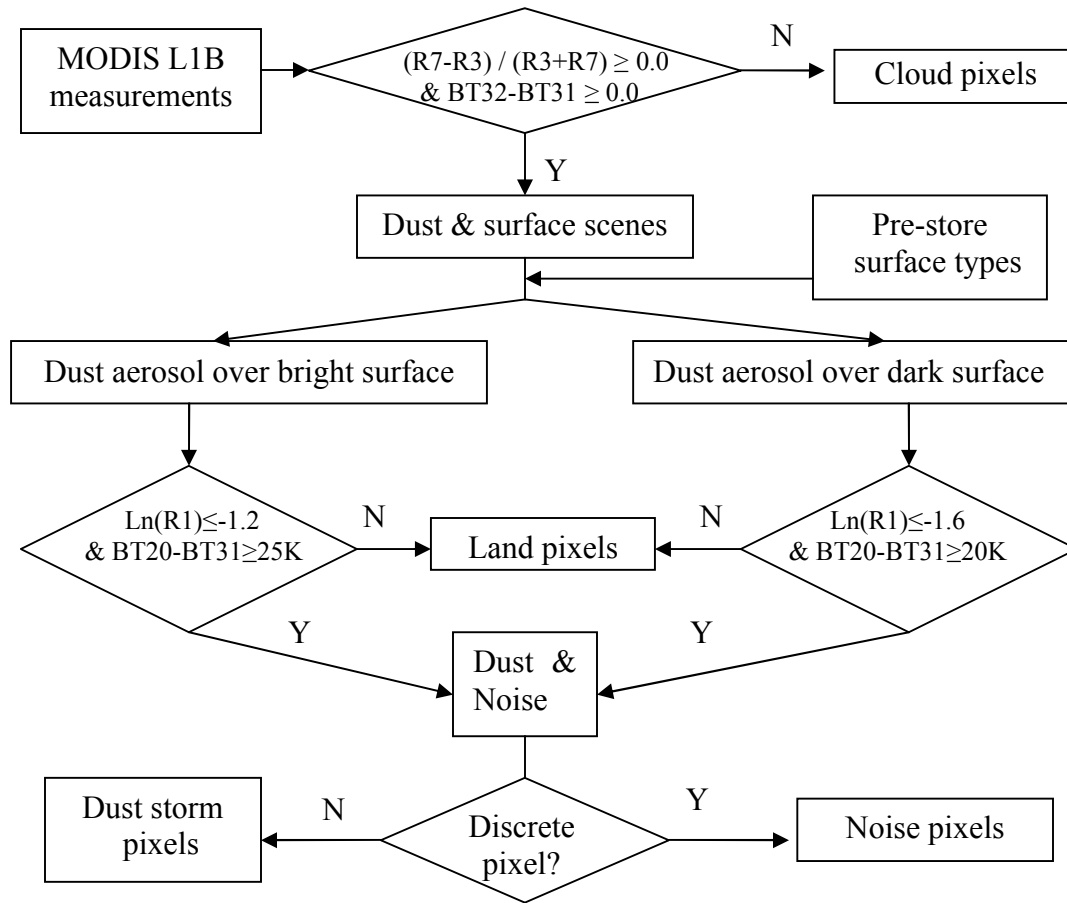 MODIS L1B
measurements
(R7-R3) / (R3+R7) ≥ 0.0
& BT32-BT31 ≥ 0.0
N
Cloud pixels
Y
Dust & surface scenes
Pre-store
surface types
Dust aerosol over bright surface
Dust aerosol over dark surface
Ln(R1)≤-1.2
& BT20-BT31≥25K
N
Land pixels
N
Ln(R1)≤-1.6
& BT20-BT31≥20K
Y
Dust &
Noise
Y
Dust storm
pixels
N
Discrete
pixel?
Y
Noise pixels